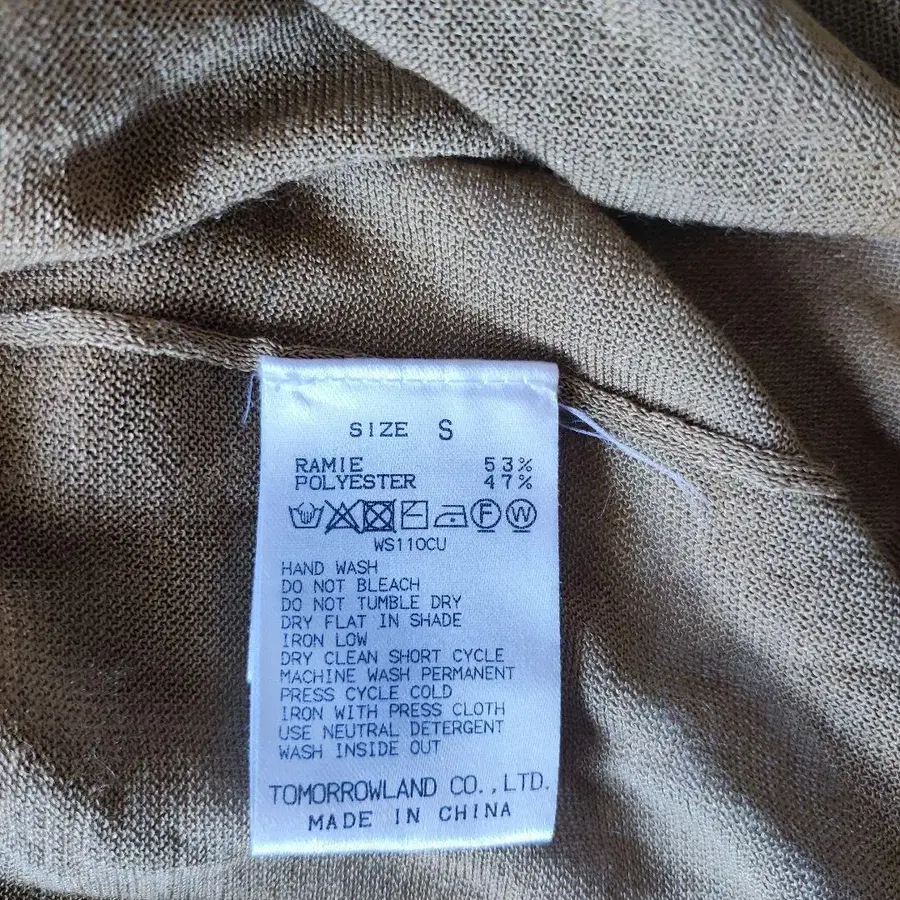 SIZE S
RAMIE 53%
POLYESTER 47%
F W
WS110CU
HAND WASH
DO NOT BLEACH
DO NOT TUMBLE DRY
DRY FLAT IN SHADE
IRON LOW
DRY CLEAN SHORT CYCLE
MACHINE WASH PERMANENT
PRESS CYCLE COLD
IRON WITH PRESS CLOTH
USE NEUTRAL DETERGENT
WASH INSIDE OUT
TOMORROWLAND CO.,LTD.
MADE IN CHINA